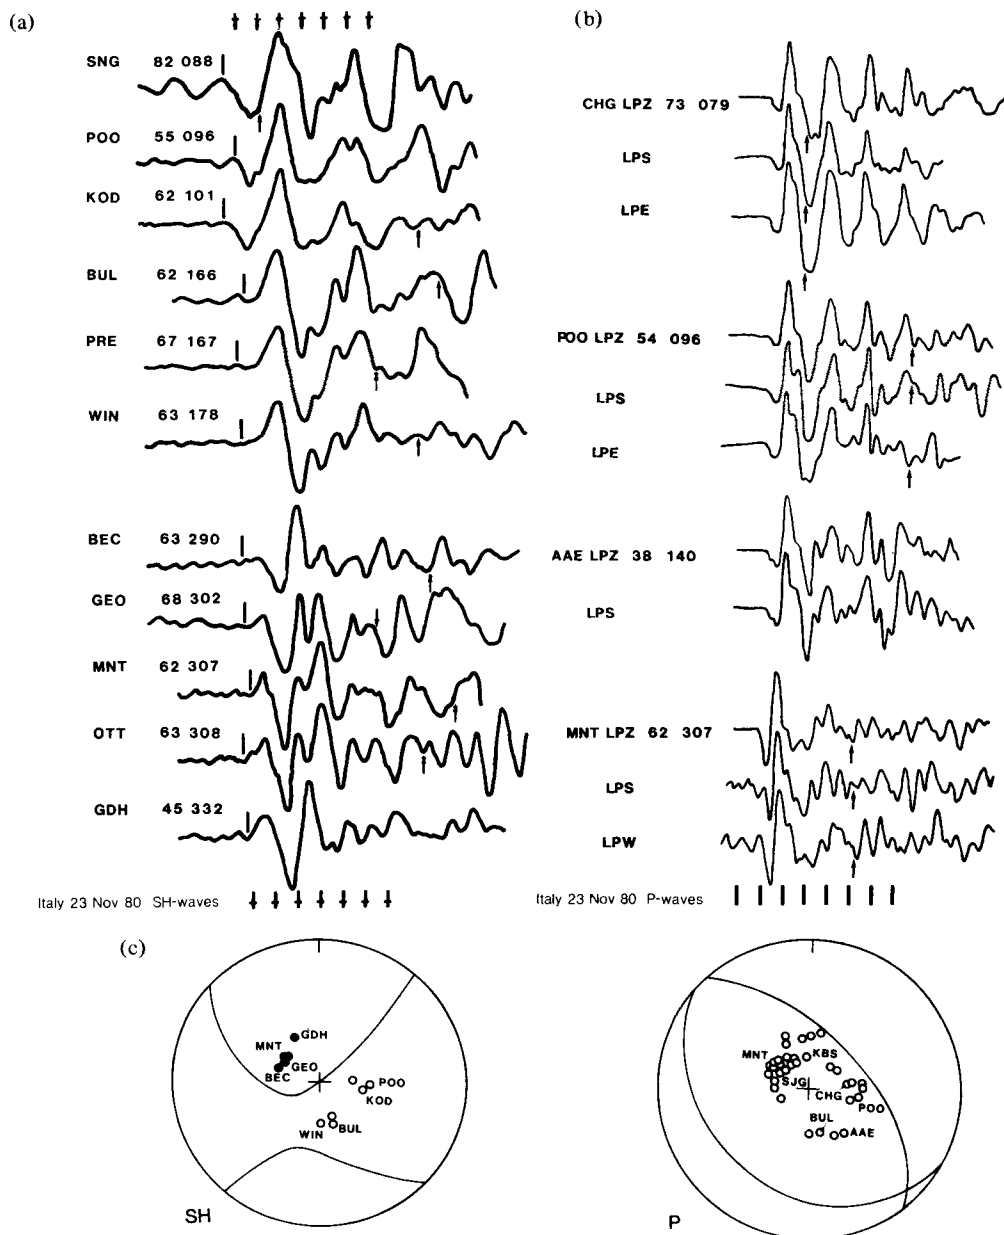 (a)
SNG 82 088
POO 55 096
KOD 62 101
BUL 62 166
PRE 67 167
WIN 63 178
BEC 63 290
GEO 68 302
MNT 62 307
OTT 63 308
GDH 45 332
Italy 23 Nov 80 SH-waves
(b)
CHG LPZ 73 079
LPS
LPE
POO LPZ 54 096
LPS
LPE
AAE LPZ 38 140
LPS
MNT LPZ 62 307
LPS
LPW
Italy 23 Nov 80 P-waves
(c)
GDH
MNT
GEO
BEC
POO
KOD
WIN
BUL
SH
MNT
KBS
SJG
CHG
POO
BUL
AAE
P